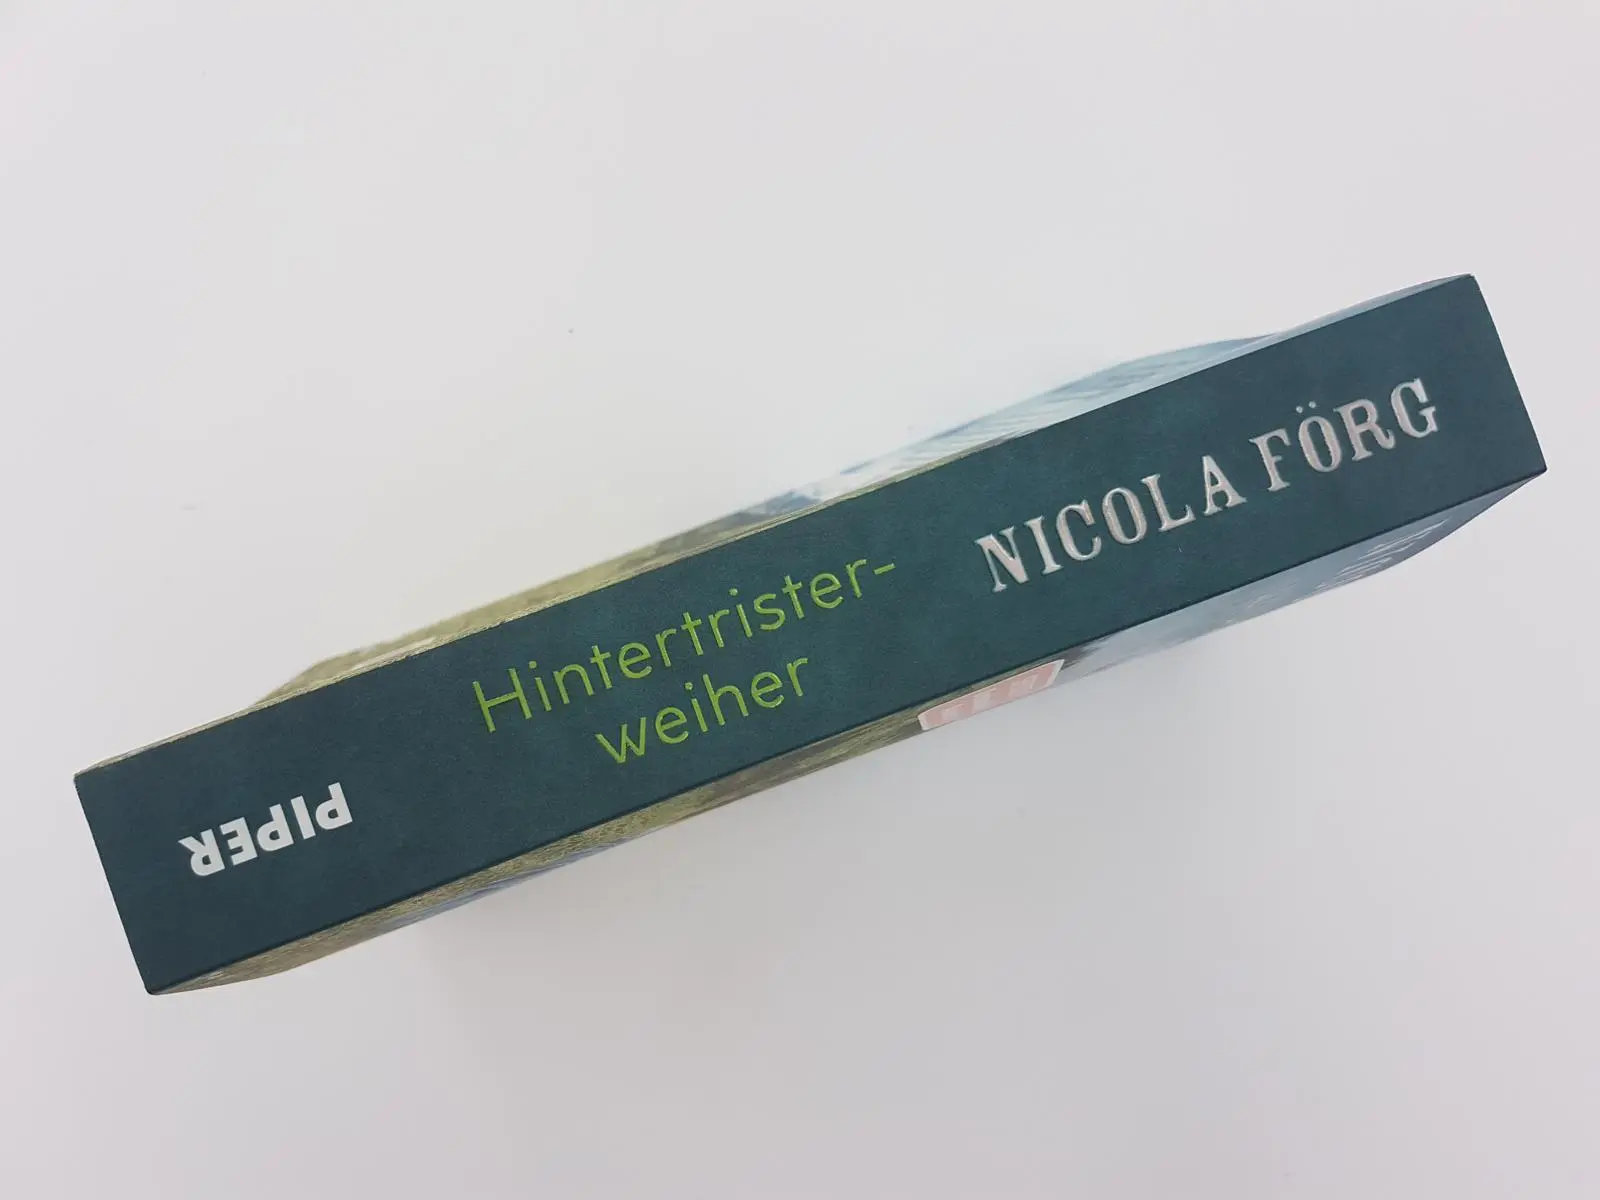 NICOLA FÖRG
Hintertrister-
weiher
PIPER